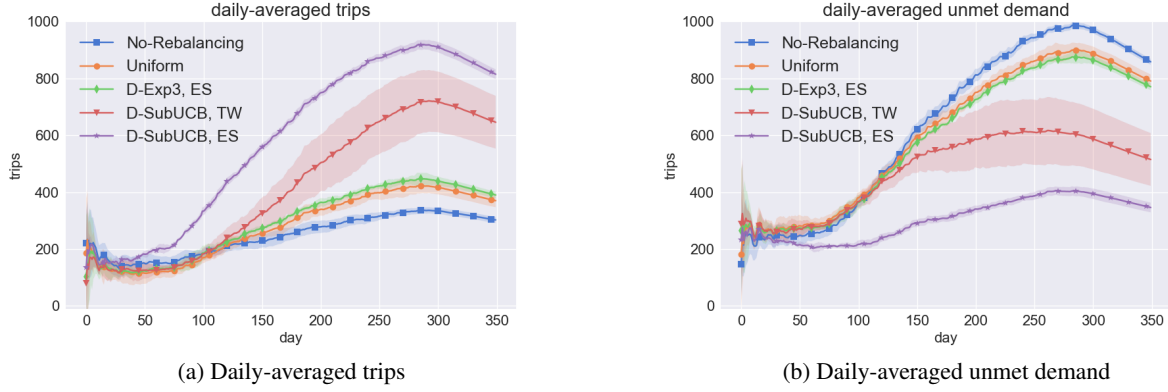 daily-averaged trips
1000
800
600
400
200
0
trips
No-Rebalancing
Uniform
D-Exp3, ES
D-SubUCB, TW
D-SubUCB, ES
0 50 100 150 200 250 300 350
day
(a) Daily-averaged trips
daily-averaged unmet demand
1000
800
600
400
200
0
trips
No-Rebalancing
Uniform
D-Exp3, ES
D-SubUCB, TW
D-SubUCB, ES
0 50 100 150 200 250 300 350
day
(b) Daily-averaged unmet demand